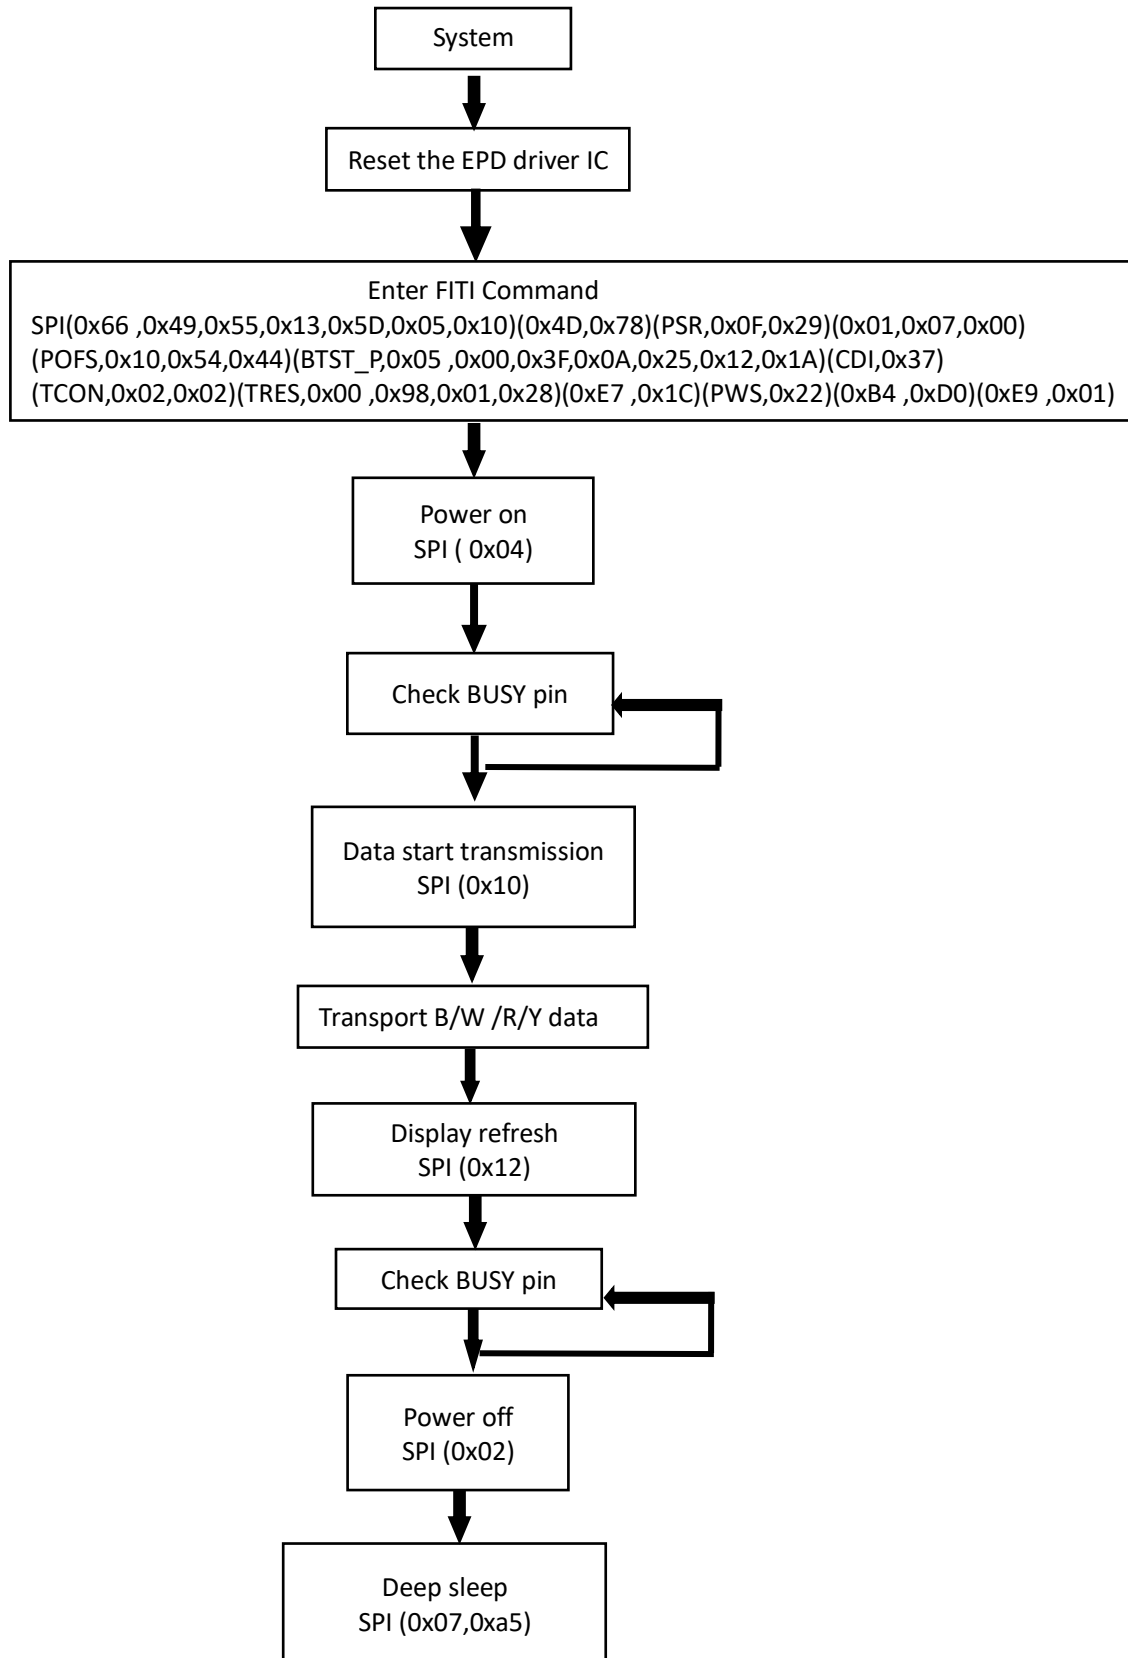 System
Reset the EPD driver IC
Enter FITI Command
SPI(0x66 ,0x49,0x55,0x13,0x5D,0x05,0x10)(0x4D,0x78)(PSR,0x0F,0x29)(0x01,0x07,0x00)
(POFS,0x10,0x54,0x44)(BTST_P,0x05 ,0x00,0x3F,0x0A,0x25,0x12,0x1A)(CDI,0x37)
(TCON,0x02,0x02)(TRES,0x00 ,0x98,0x01,0x28)(0xE7 ,0x1C)(PWS,0x22)(0xB4 ,0xD0)(0xE9 ,0x01)
Power on
SPI ( 0x04)
Check BUSY pin
Data start transmission
SPI (0x10)
Transport B/W /R/Y data
Display refresh
SPI (0x12)
Check BUSY pin
Power off
SPI (0x02)
Deep sleep
SPI (0x07,0xa5)